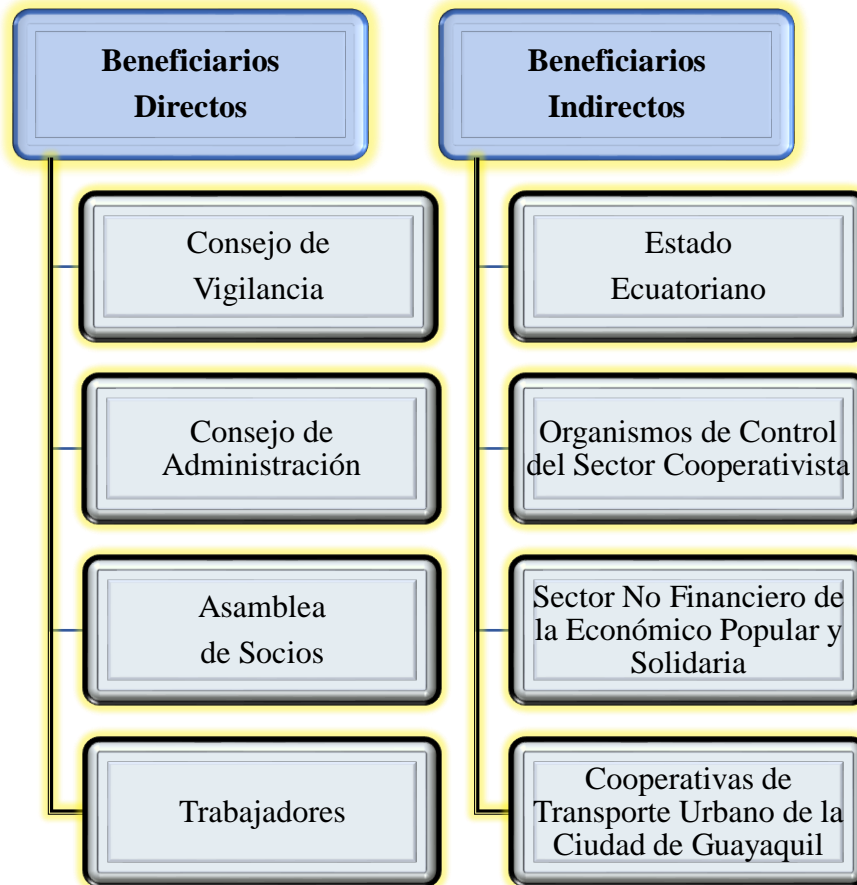 Beneficiarios
Directos
Consejo de
Vigilancia
Consejo de
Administración
Asamblea
de Socios
Trabajadores
Beneficiarios
Indirectos
Estado
Ecuatoriano
Organismos de Control
del Sector Cooperativista
Sector No Financiero de
la Económico Popular y
Solidaria
Cooperativas de
Transporte Urbano de la
Ciudad de Guayaquil